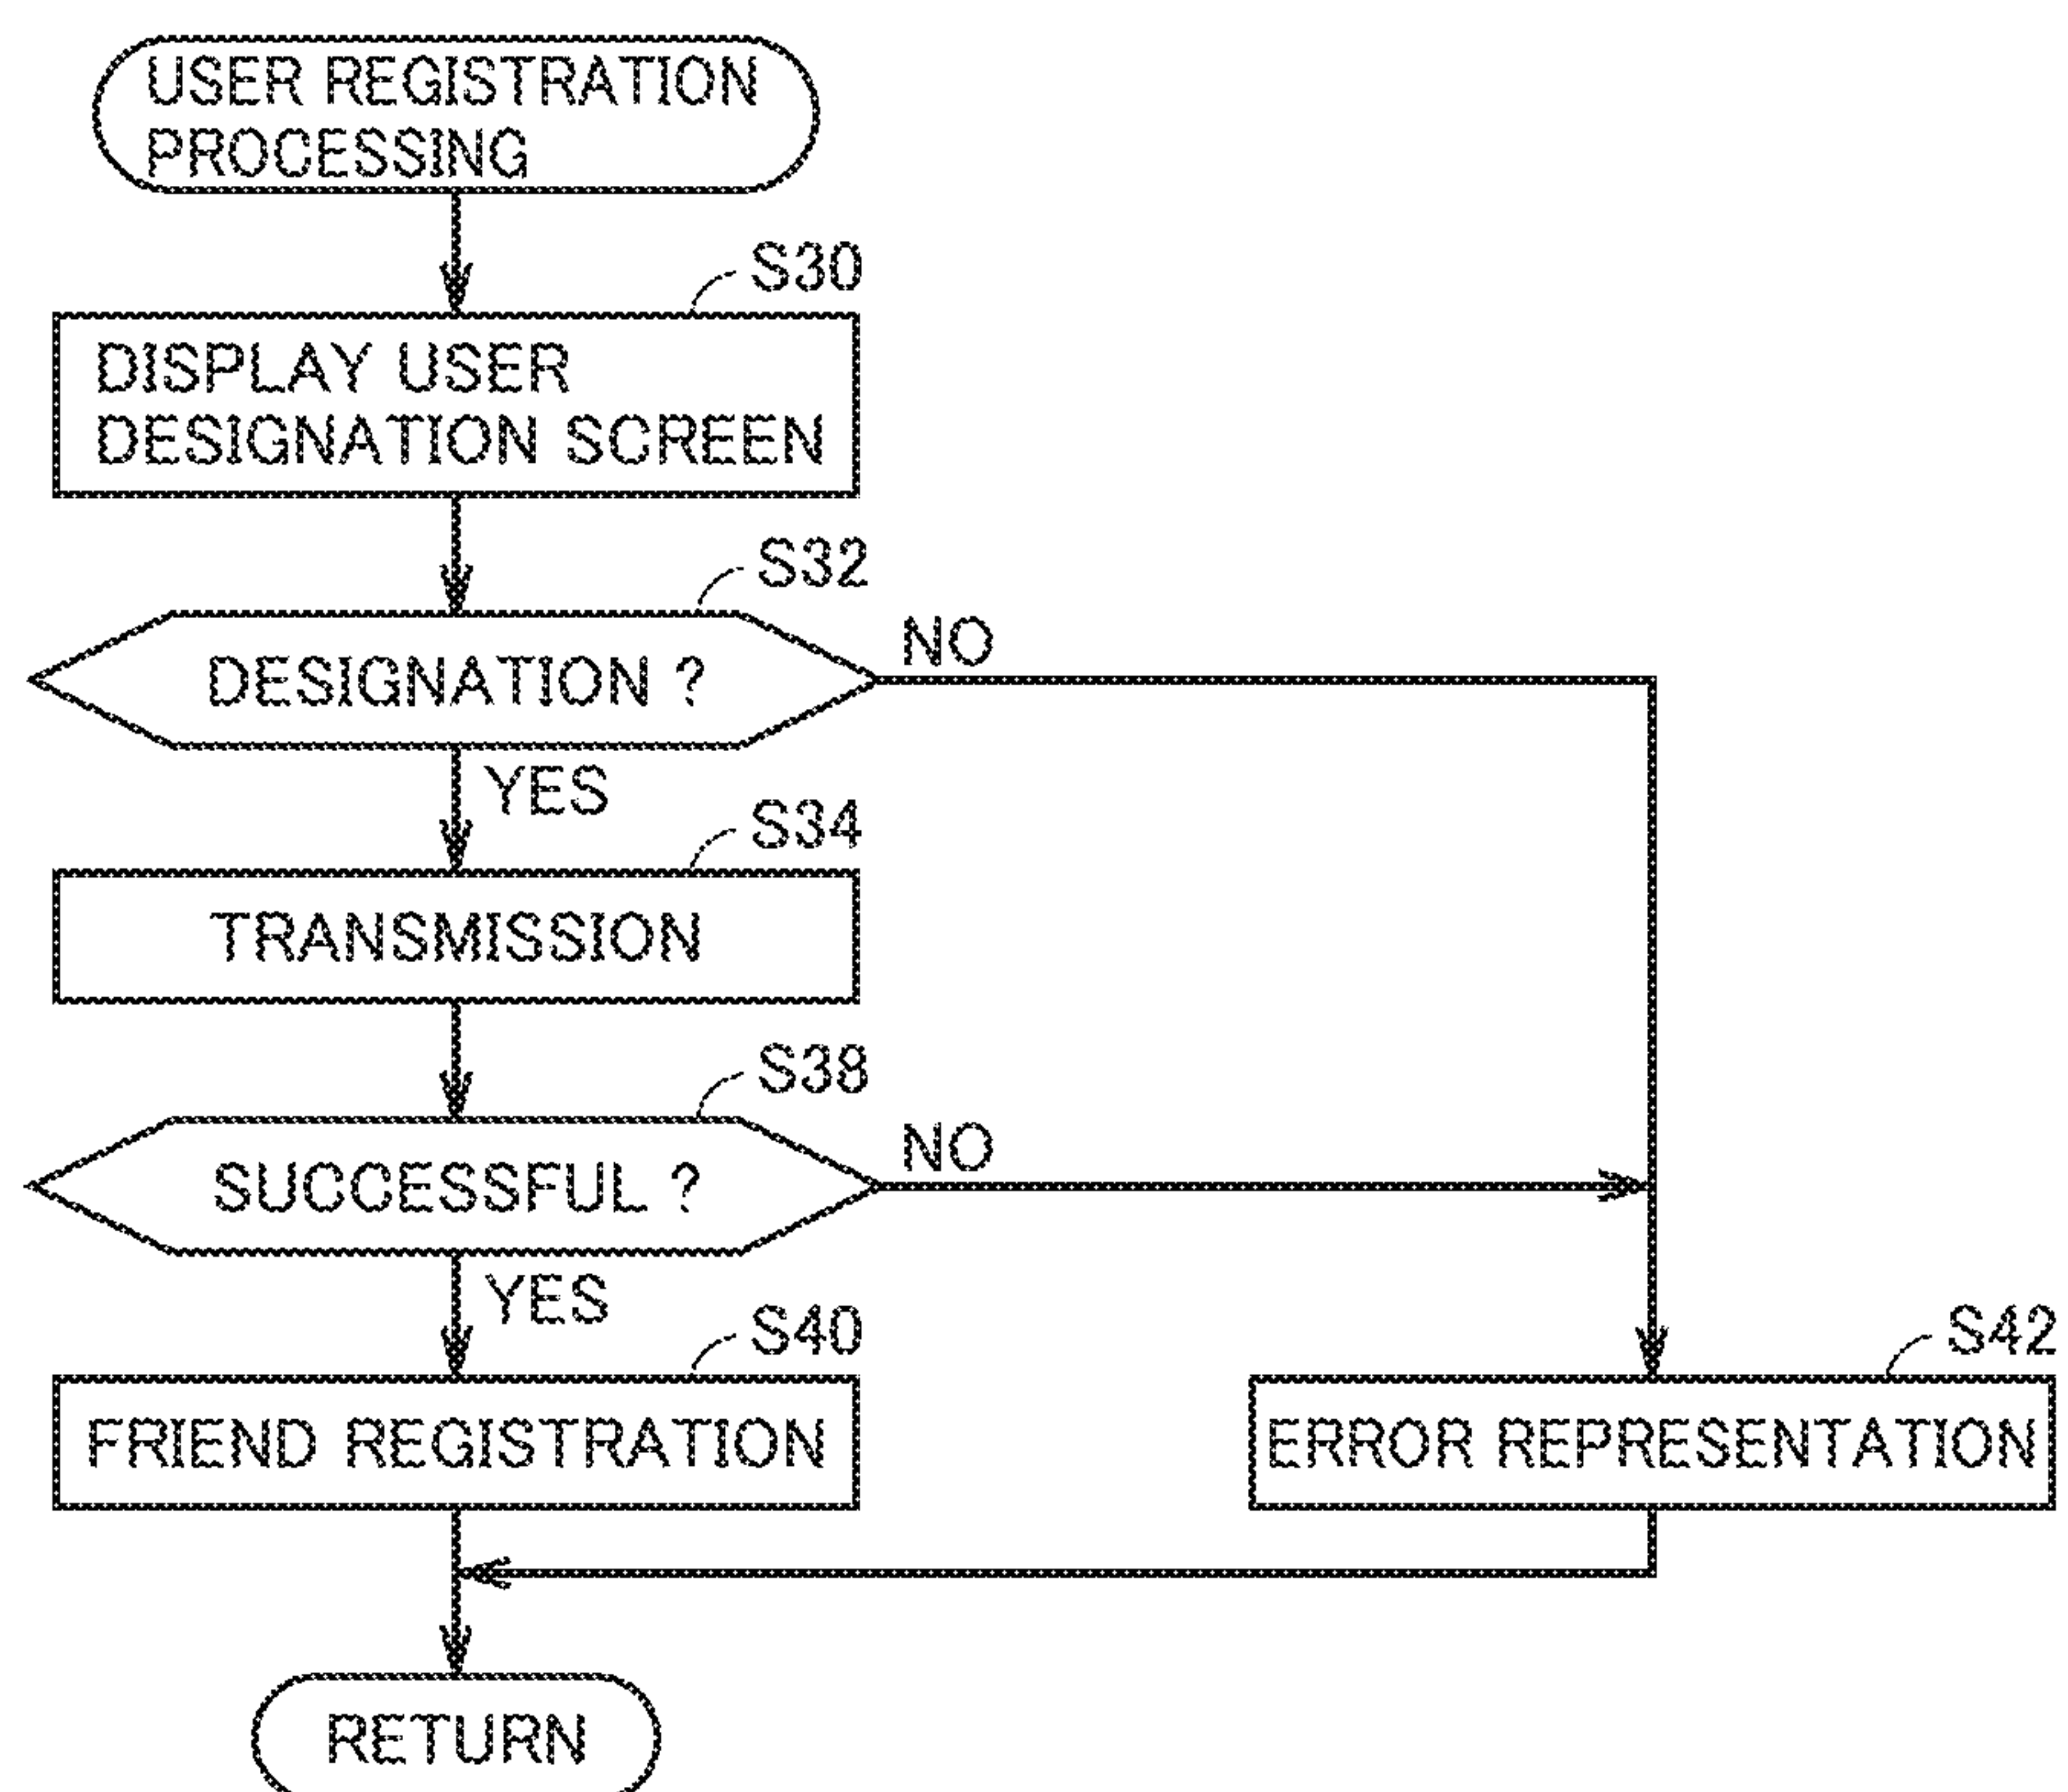 USER REGISTRATION
PROCESSING
S30
DISPLAY USER
DESIGNATION SCREEN
S32
DESIGNATION ?
NO
YES
S34
TRANSMISSION
S38
SUCCESSFUL ?
NO
YES
S40
FRIEND REGISTRATION
S42
ERROR REPRESENTATION
RETURN